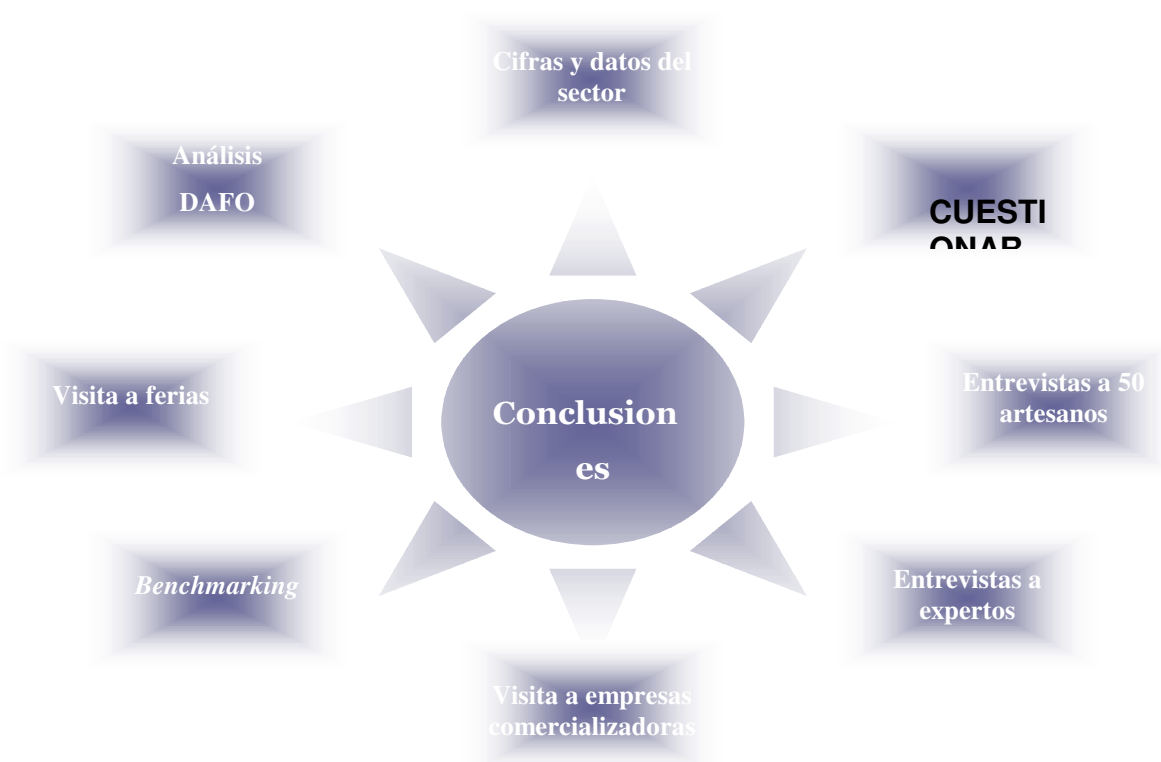 Cifras y datos del
sector
Análisis
DAFO
CUESTI
ONAR
Visita a ferias
Conclusion
es
Entrevistas a 50
artesanos
Benchmarking
Entrevistas a
expertos
Visita a empresas
comercializadoras